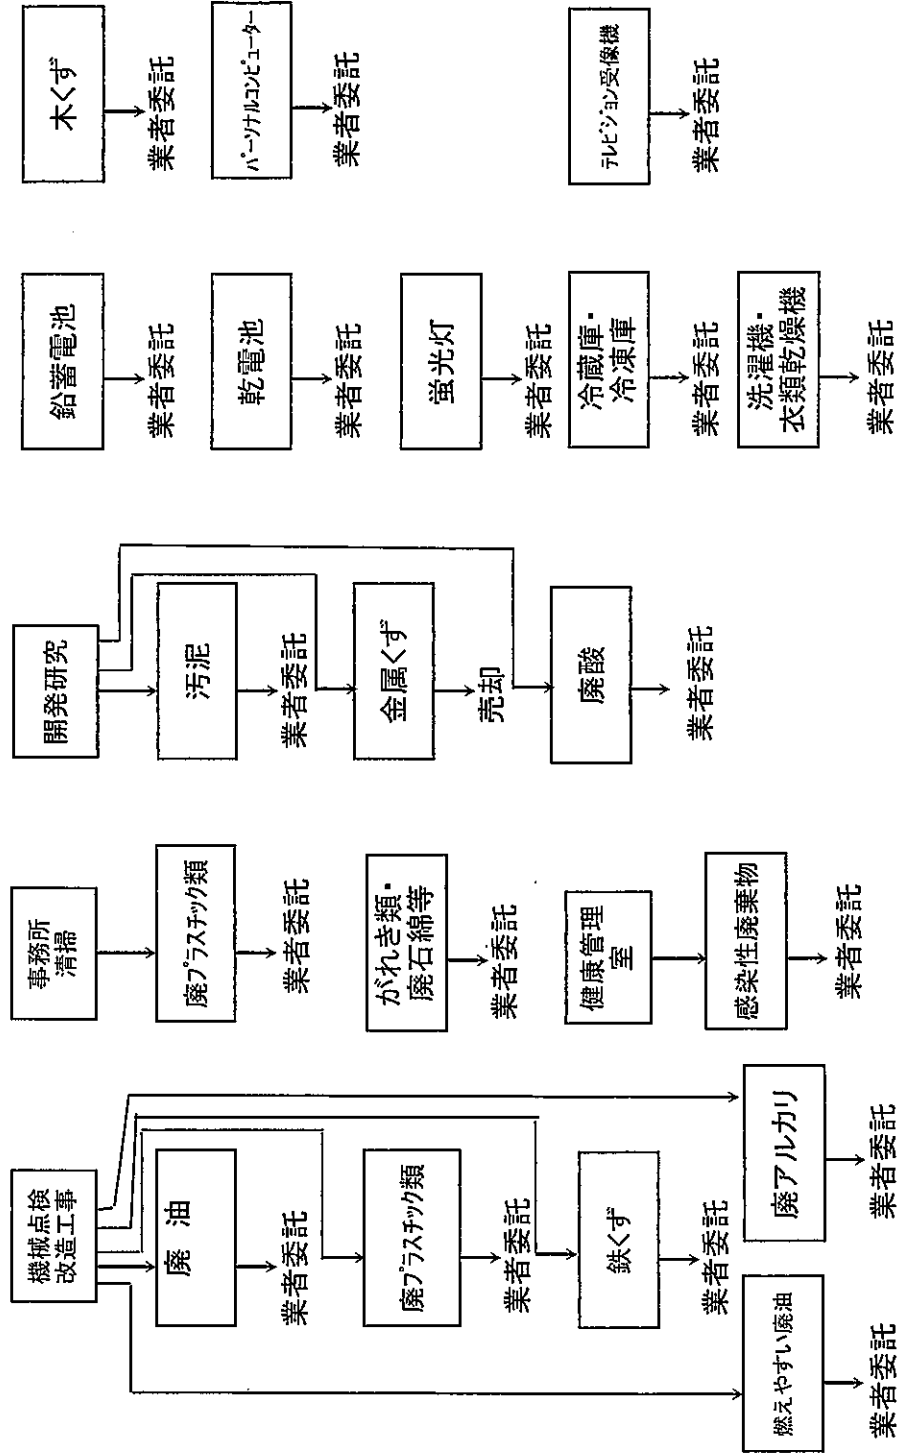 機械点検
改造工事
廃　油
業者委託
廃プラスチック類
業者委託
鉄くず
業者委託
燃えやすい廃油
業者委託
廃アルカリ
業者委託
事務所
清掃
廃プラスチック類
業者委託
がれき類・
廃石綿等
業者委託
健康管理
室
感染性廃棄物
業者委託
開発研究
汚泥
業者委託
金属くず
売却
廃酸
業者委託
鉛蓄電池
業者委託
乾電池
業者委託
蛍光灯
業者委託
冷蔵庫・
冷凍庫
業者委託
洗濯機・
衣類乾燥機
業者委託
木くず
業者委託
パーソナルコンピューター
業者委託
テレビジョン受像機
業者委託